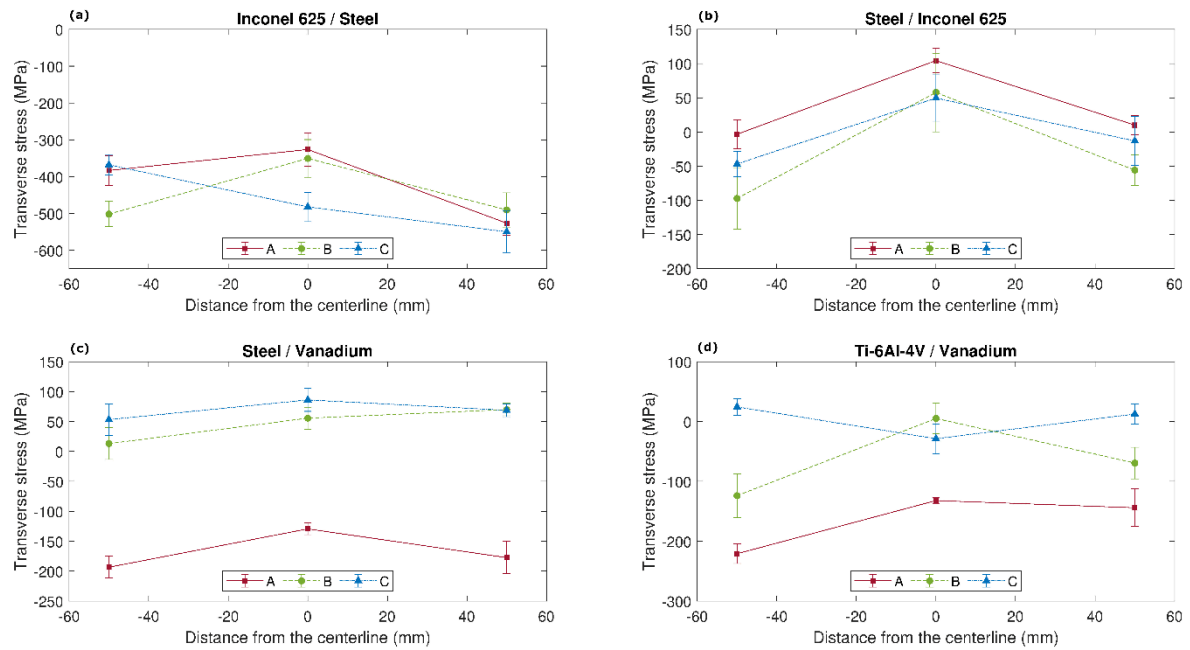 (a)
Inconel 625 / Steel
0
-100
-200
-300
-400
-500
-600
Transverse stress (MPa)
A B C
-60 -40 -20 0 20 40 60
Distance from the centerline (mm)
(b)
Steel / Inconel 625
150
100
50
0
-50
-100
-150
-200
Transverse stress (MPa)
A B C
-60 -40 -20 0 20 40 60
Distance from the centerline (mm)
(c)
Steel / Vanadium
150
100
50
0
-50
-100
-150
-200
-250
Transverse stress (MPa)
A B C
-60 -40 -20 0 20 40 60
Distance from the centerline (mm)
(d)
Ti-6Al-4V / Vanadium
100
0
-100
-200
-300
Transverse stress (MPa)
A B C
-60 -40 -20 0 20 40 60
Distance from the centerline (mm)